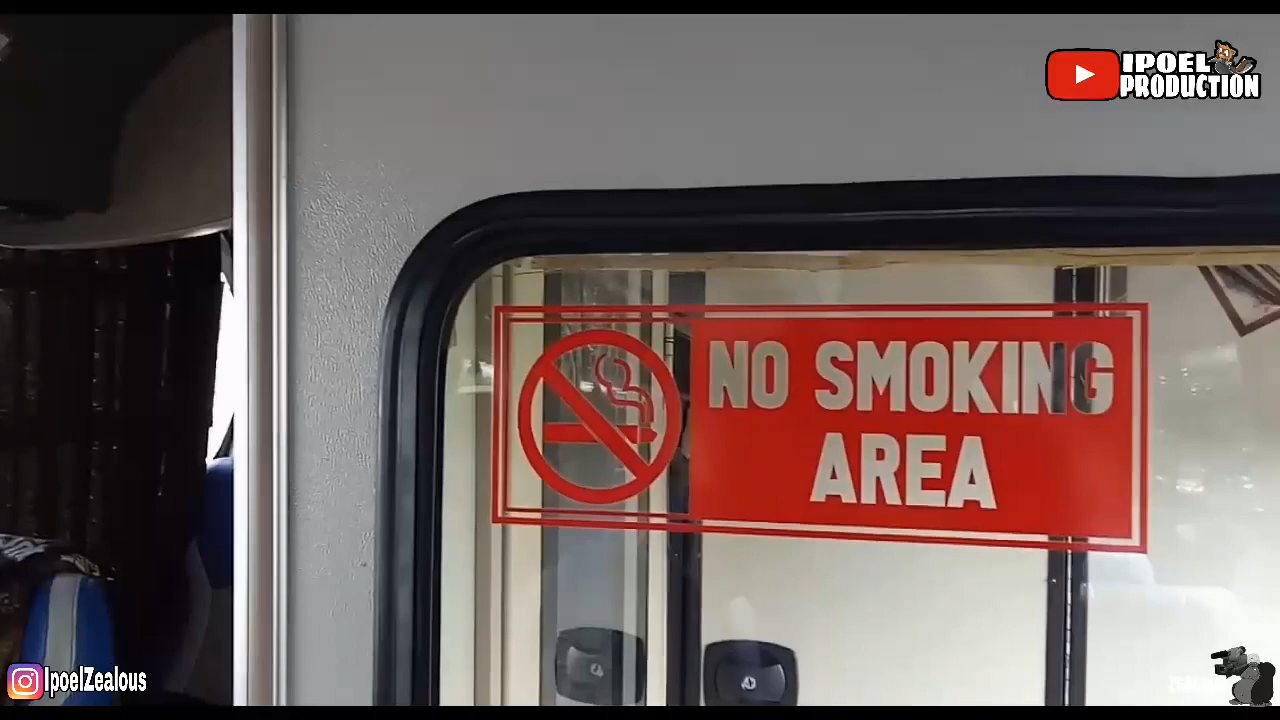 IPOEL
PRODUCTION
NO SMOKING
AREA
IpoelZealous